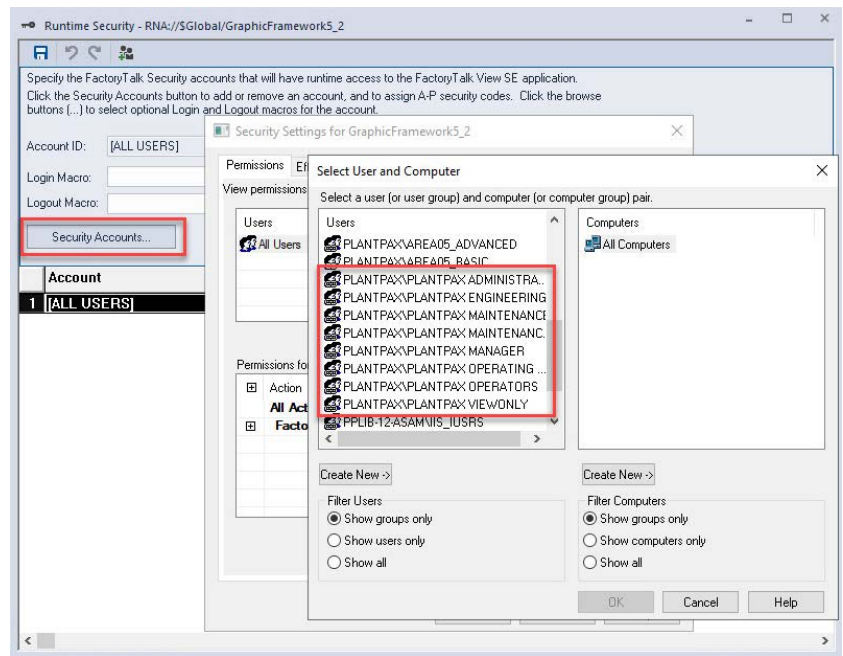 Runtime Security - RNA://$Global/GraphicFramework5_2
Specify the FactoryTalk Security accounts that will have runtime access to the FactoryTalk View SE application.
Click the Security Accounts button to add or remove an account, and to assign A-P security codes. Click the browse
buttons (...) to select optional Login and Logout macros for the account.
Account ID: [ALL USERS]
Login Macro:
Logout Macro:
Security Accounts...
Account
1 [ALL USERS]
Security Settings for GraphicFramework5_2
Permissions Ef
View permissions
Users
All Users
Permissions fo
Action
All Act
Facto
Select User and Computer
Select a user (or user group) and computer (or computer group) pair.
Users
PLANTPAX\AREA05_ADVANCED
PLANTPAX\AREA05_BASIC
PLANTPAX\PLANTPAX ADMINISTRA...
PLANTPAX\PLANTPAX ENGINEERING
PLANTPAX\PLANTPAX MAINTENANCE
PLANTPAX\PLANTPAX MAINTENANC...
PLANTPAX\PLANTPAX MANAGER
PLANTPAX\PLANTPAX OPERATING ...
PLANTPAX\PLANTPAX OPERATORS
PLANTPAX\PLANTPAX VIEWONLY
PPLIB-12-ASAM\IIS_IUSRS
Computers
All Computers
Create New ->
Create New ->
Filter Users
Show groups only
Show users only
Show all
Filter Computers
Show groups only
Show computers only
Show all
OK Cancel Help